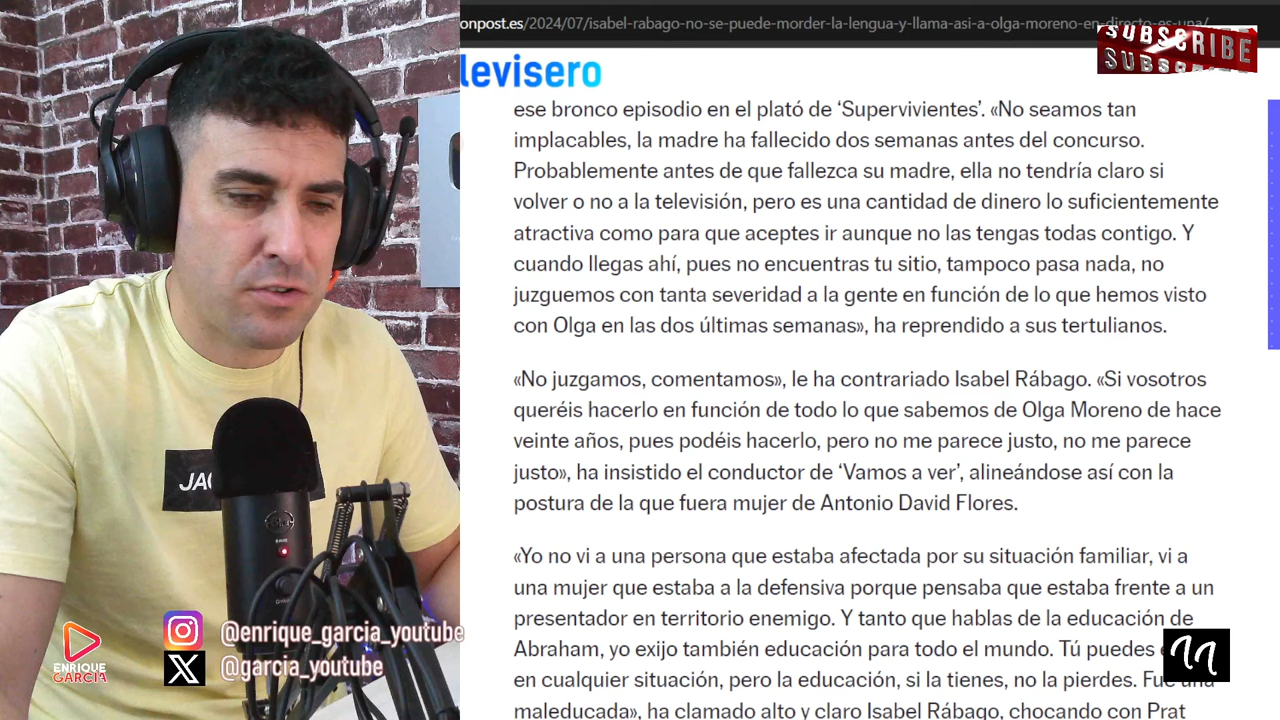 onpost.es/2024/07/isabel-rabago-no-se-puede-morder-la-lengua-y-llama-asi-a-olga-moreno-en-directo-es-una/
SUBSCRIBE
levisero
ese bronco episodio en el plató de ‘Supervivientes’. «No seamos tan
implacables, la madre ha fallecido dos semanas antes del concurso.
Probablemente antes de que fallezca su madre, ella no tendría claro si
volver o no a la televisión, pero es una cantidad de dinero lo suficientemente
atractiva como para que aceptes ir aunque no las tengas todas contigo. Y
cuando llegas ahí, pues no encuentras tu sitio, tampoco pasa nada, no
juzguemos con tanta severidad a la gente en función de lo que hemos visto
con Olga en las dos últimas semanas», ha reprendido a sus tertulianos.
«No juzgamos, comentamos», le ha contrariado Isabel Rábago. «Si vosotros
queréis hacerlo en función de todo lo que sabemos de Olga Moreno de hace
veinte años, pues podéis hacerlo, pero no me parece justo, no me parece
justo», ha insistido el conductor de ‘Vamos a ver’, alineándose así con la
postura de la que fuera mujer de Antonio David Flores.
«Yo no vi a una persona que estaba afectada por su situación familiar, vi a
una mujer que estaba a la defensiva porque pensaba que estaba frente a un
presentador en territorio enemigo. Y tanto que hablas de la educación de
Abraham, yo exijo también educación para todo el mundo. Tú puedes
en cualquier situación, pero la educación, si la tienes, no la pierdes. Fue una
maleducada», ha clamado alto y claro Isabel Rábago, chocando con Prat
JAC
@enrique_garcia_youtube
@garcia_youtube
ENRIQUE
GARCIA